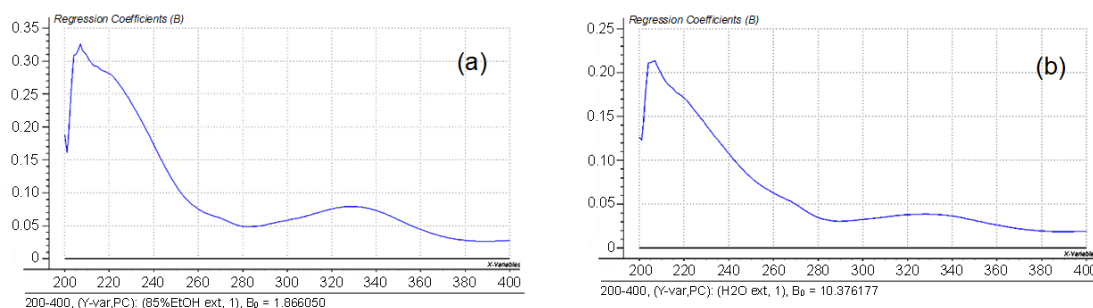 Regression Coefficients (B)
(a)
0.35
0.30
0.25
0.20
0.15
0.10
0.05
0
X-Variables
200 220 240 260 280 300 320 340 360 380 400
200-400, (Y-var,PC): (85%EtOH ext, 1), B0 = 1.866050
Regression Coefficients (B)
(b)
0.25
0.20
0.15
0.10
0.05
0
X-Variables
200 220 240 260 280 300 320 340 360 380 400
200-400, (Y-var,PC): (H2O ext, 1), B0 = 10.376177